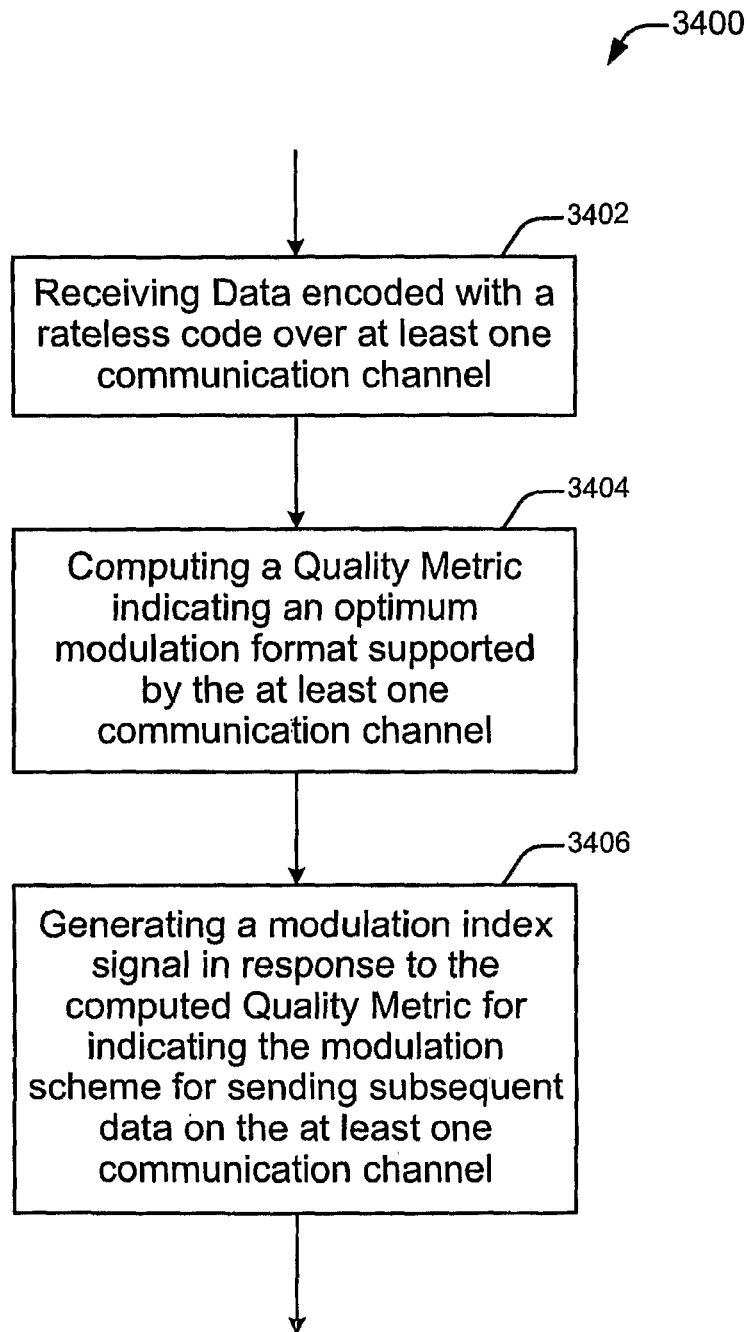 3400
3402
Receiving Data encoded with a
rateless code over at least one
communication channel
3404
Computing a Quality Metric
indicating an optimum
modulation format supported
by the at least one
communication channel
3406
Generating a modulation index
signal in response to the
computed Quality Metric for
indicating the modulation
scheme for sending subsequent
data on the at least one
communication channel